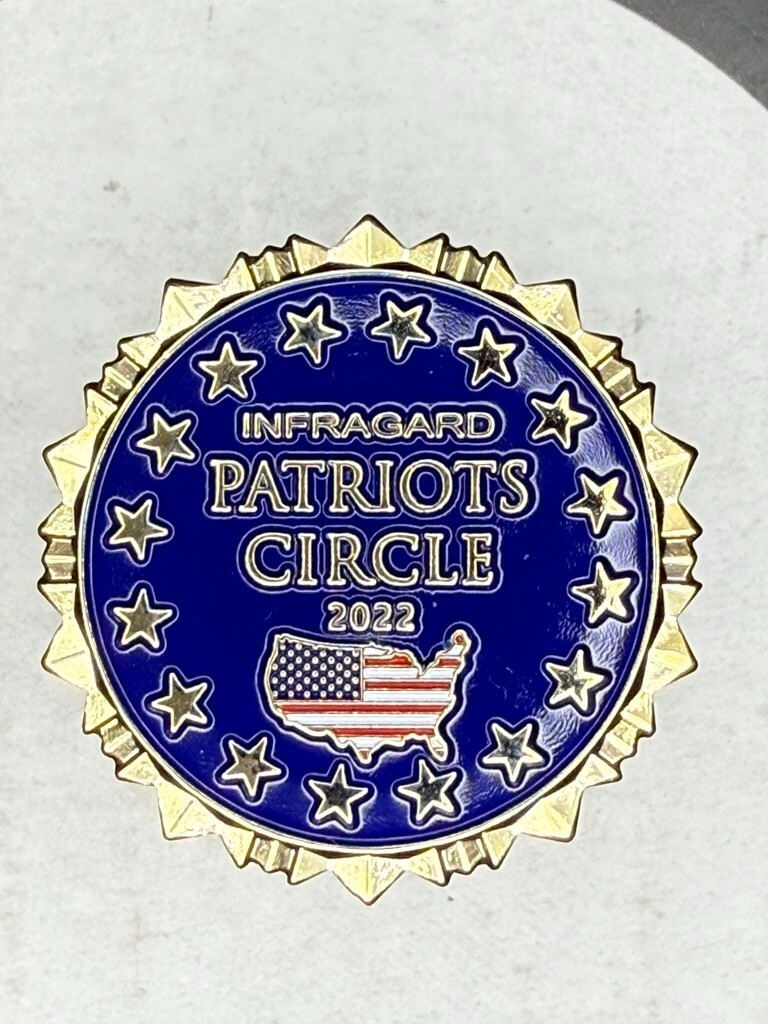 INFRAGARD
PATRIOTS
CIRCLE
2022